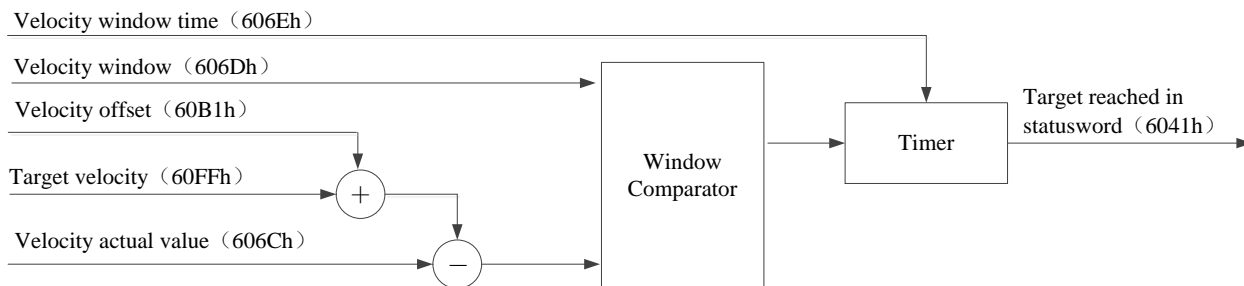 Velocity window time（606Eh）
Velocity window（606Dh）
Velocity offset（60B1h）
Target velocity（60FFh）
Velocity actual value（606Ch）
+
−
Window
Comparator
Timer
Target reached in
statusword（6041h）